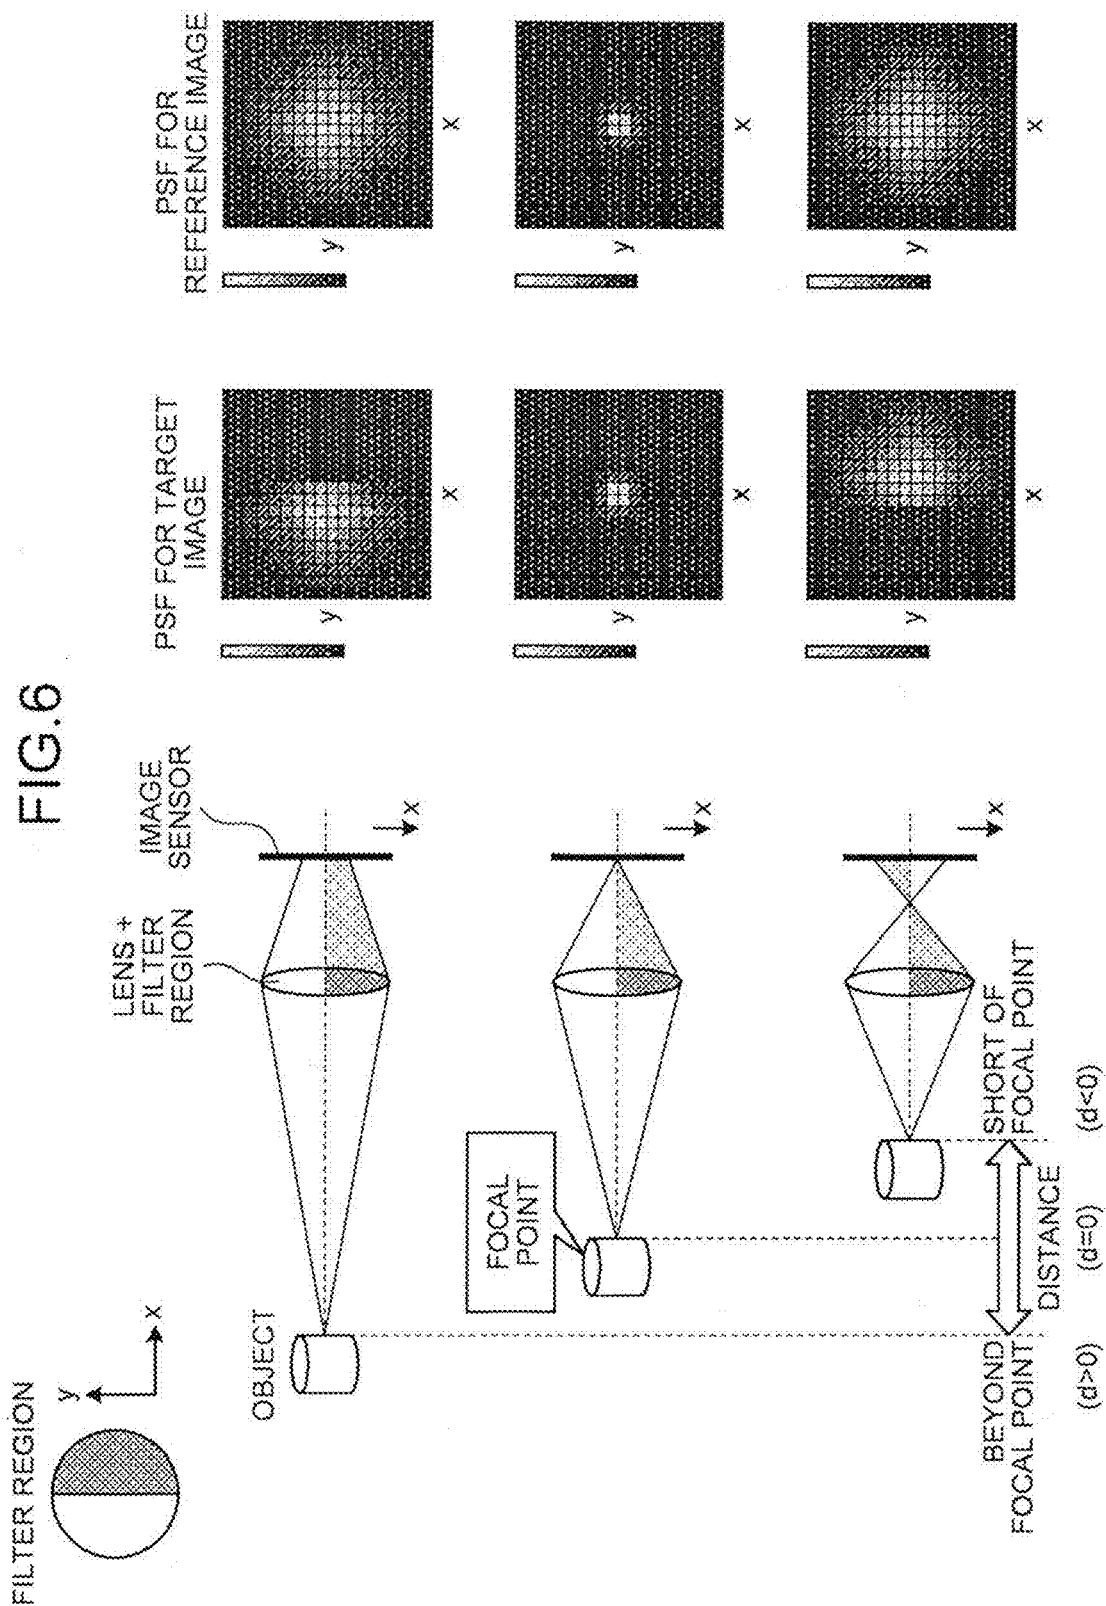 FIG.6
FILTER REGION
y
x
LENS +
FILTER
REGION
IMAGE
SENSOR
PSF FOR TARGET
IMAGE
PSF FOR
REFERENCE IMAGE
OBJECT
x
y
x
y
x
FOCAL
POINT
x
y
x
y
x
x
y
x
y
x
BEYOND
FOCAL POINT
SHORT OF
FOCAL POINT
DISTANCE
(d>0)
(d=0)
(d<0)